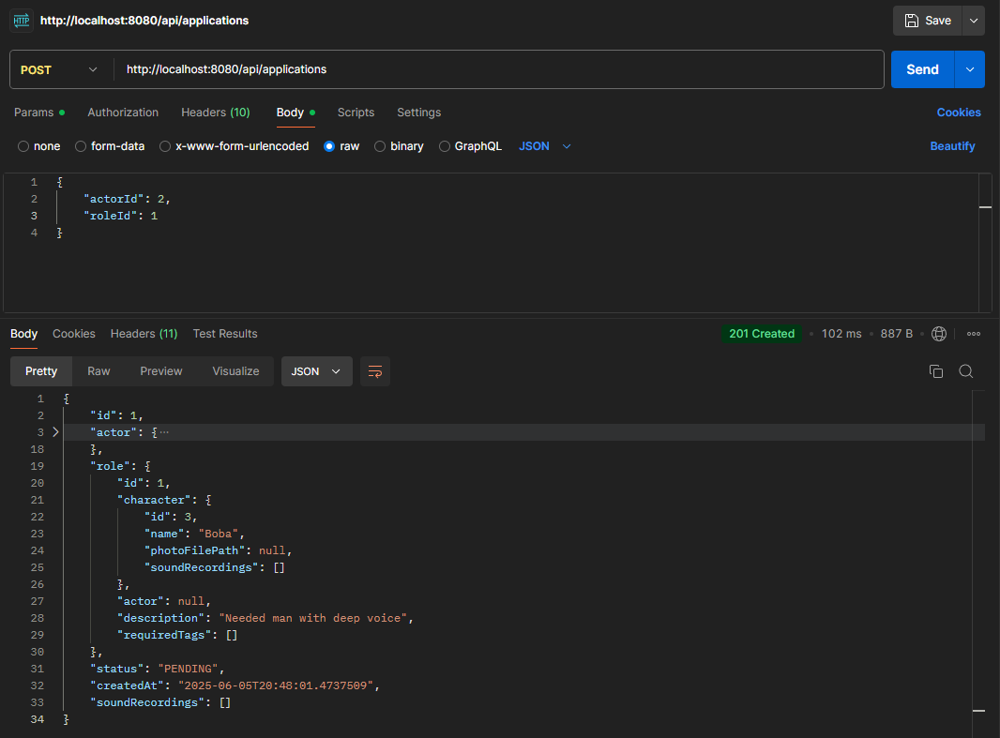 HTTP http://localhost:8080/api/applications Save
POST http://localhost:8080/api/applications Send
Params Authorization Headers (10) Body Scripts Settings Cookies
none form-data x-www-form-urlencoded raw binary GraphQL JSON Beautify
1 {
2 "actorId": 2,
3 "roleId": 1
4 }
Body Cookies Headers (11) Test Results 201 Created 102 ms 887 B
Pretty Raw Preview Visualize JSON
1 {
2 "id": 1,
3 "actor": { ...
18 },
19 "role": {
20 "id": 1,
21 "character": {
22 "id": 3,
23 "name": "Boba",
24 "photoFilePath": null,
25 "soundRecordings": []
26 },
27 "actor": null,
28 "description": "Needed man with deep voice",
29 "requiredTags": []
30 },
31 "status": "PENDING",
32 "createdAt": "2025-06-05T20:48:01.4737509",
33 "soundRecordings": []
34 }